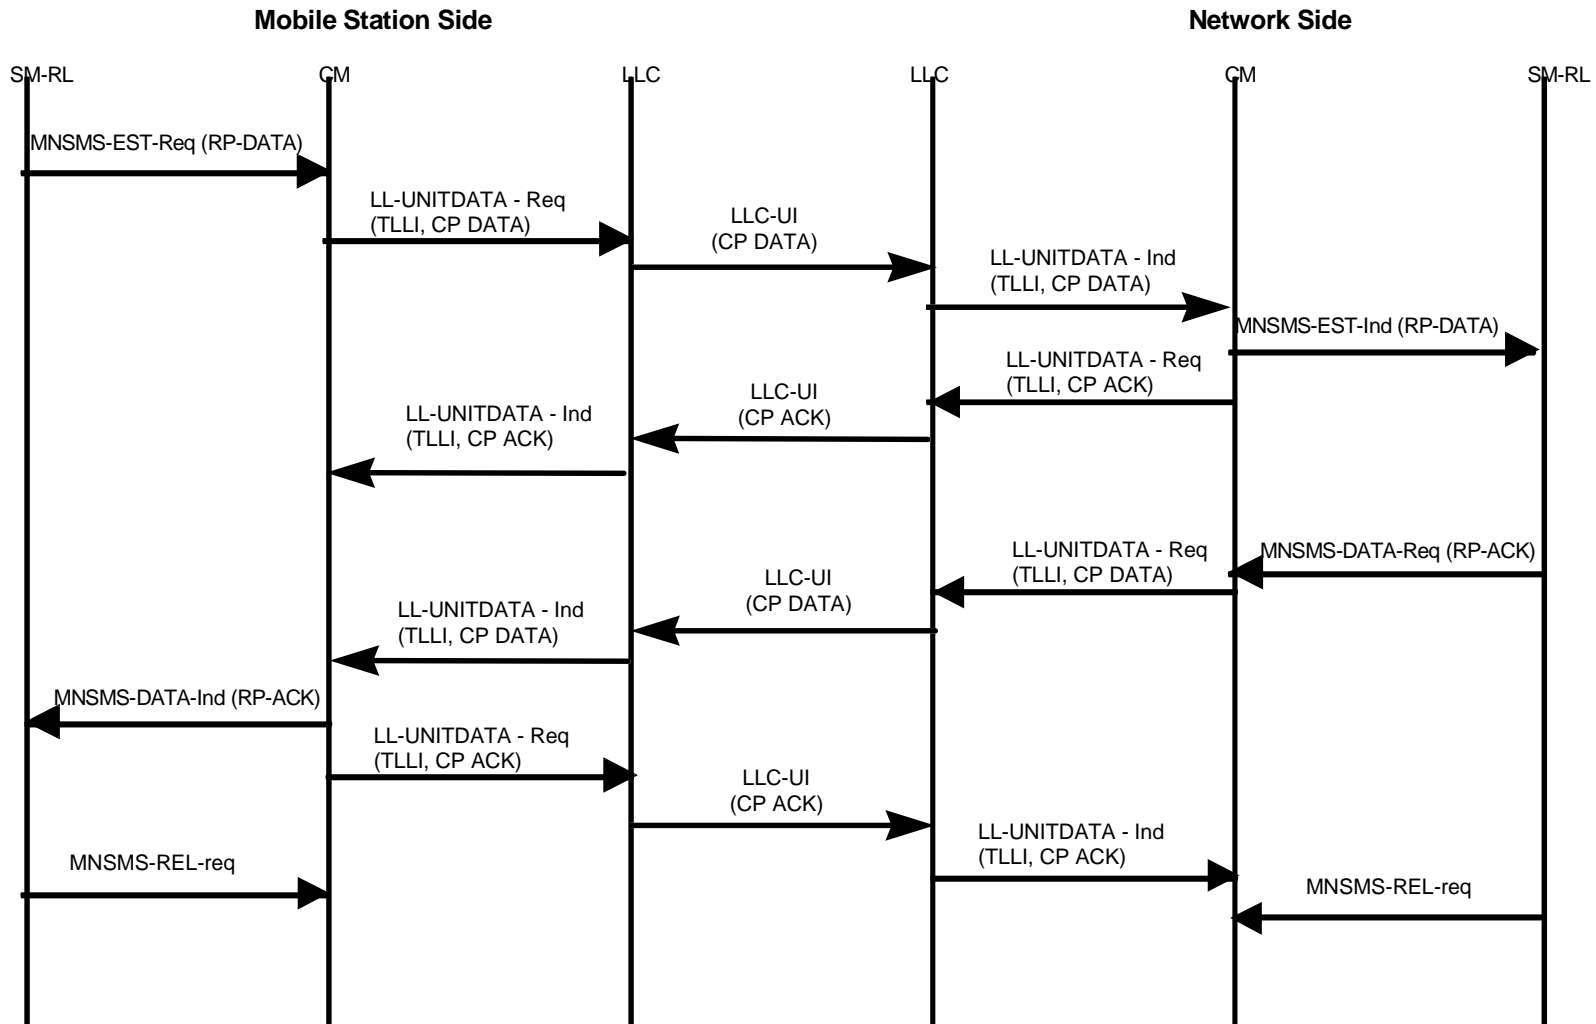 Mobile Station Side
Network Side
SM-RL
CM
LLC
LLC
CM
SM-RL
MNSMS-EST-Req (RP-DATA)
LL-UNITDATA - Req
(TLLI, CP DATA)
LLC-UI
(CP DATA)
LL-UNITDATA - Ind
(TLLI, CP DATA)
MNSMS-EST-Ind (RP-DATA)
LL-UNITDATA - Req
(TLLI, CP ACK)
LLC-UI
(CP ACK)
LL-UNITDATA - Ind
(TLLI, CP ACK)
MNSMS-DATA-Req (RP-ACK)
LL-UNITDATA - Req
(TLLI, CP DATA)
LLC-UI
(CP DATA)
LL-UNITDATA - Ind
(TLLI, CP DATA)
MNSMS-DATA-Ind (RP-ACK)
LL-UNITDATA - Req
(TLLI, CP ACK)
LLC-UI
(CP ACK)
LL-UNITDATA - Ind
(TLLI, CP ACK)
MNSMS-REL-req
MNSMS-REL-req